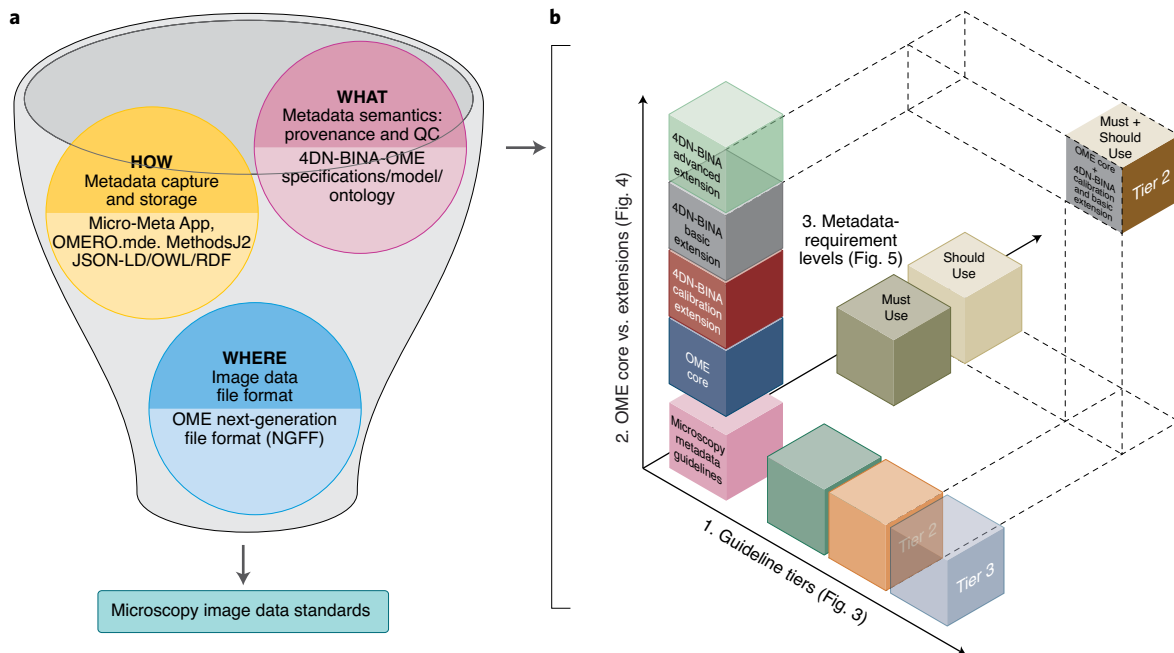 a
WHAT
Metadata semantics:
provenance and QC
4DN-BINA-OME
specifications/model/
ontology
HOW
Metadata capture
and storage
Micro-Meta App,
OMERO.mde. MethodsJ2
JSON-LD/OWL/RDF
WHERE
Image data
file format
OME next-generation
file format (NGFF)
Microscopy image data standards
b
2. OME core vs. extensions (Fig. 4)
4DN-BINA
advanced
extension
4DN-BINA
basic
extension
4DN-BINA
calibration
extension
OME
core
Microscopy
metadata
guidelines
3. Metadata-
requirement
levels (Fig. 5)
Must
Use
Should
Use
Must +
Should
Use
OME core
+
4DN-BINA
calibration
and basic
extension
Tier 2
1. Guideline tiers (Fig. 3)
Tier 2
Tier 3